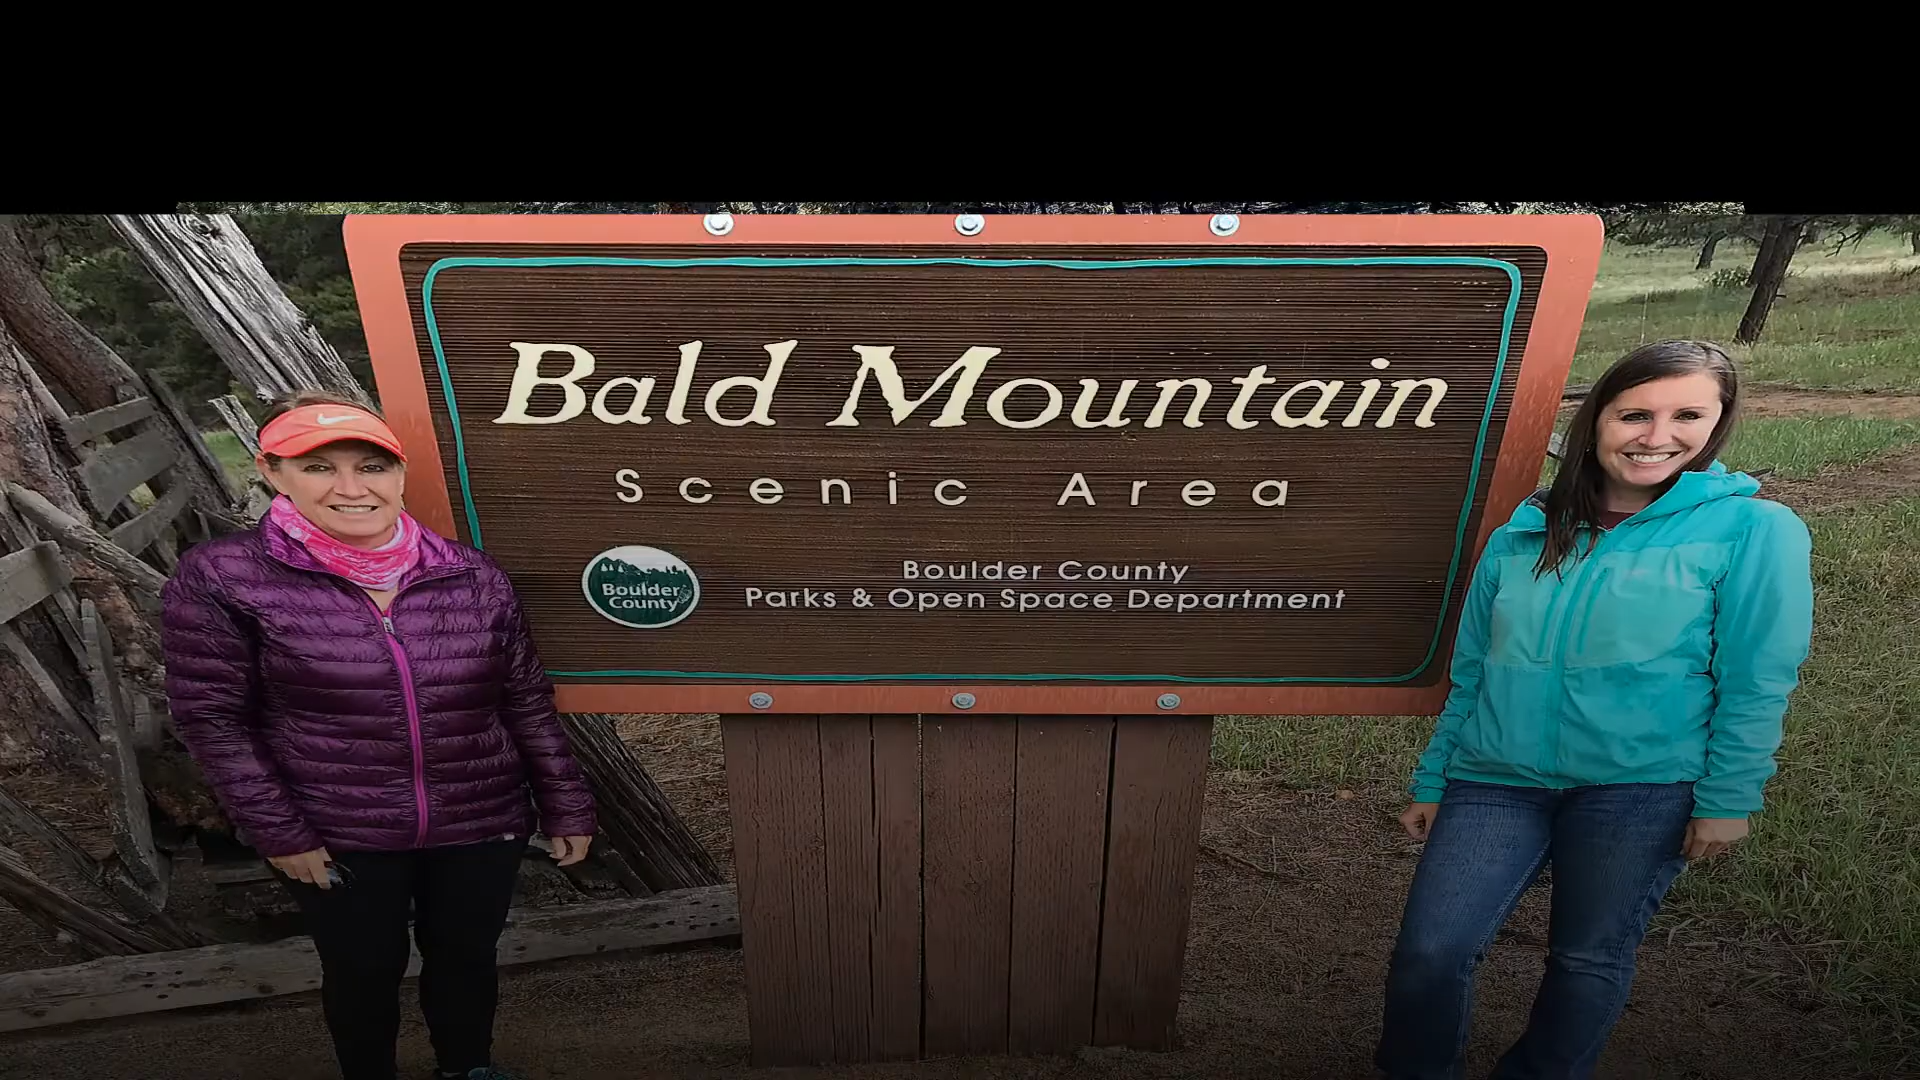 Bald Mountain
Scenic Area
Boulder County
Parks & Open Space Department
Boulder
County